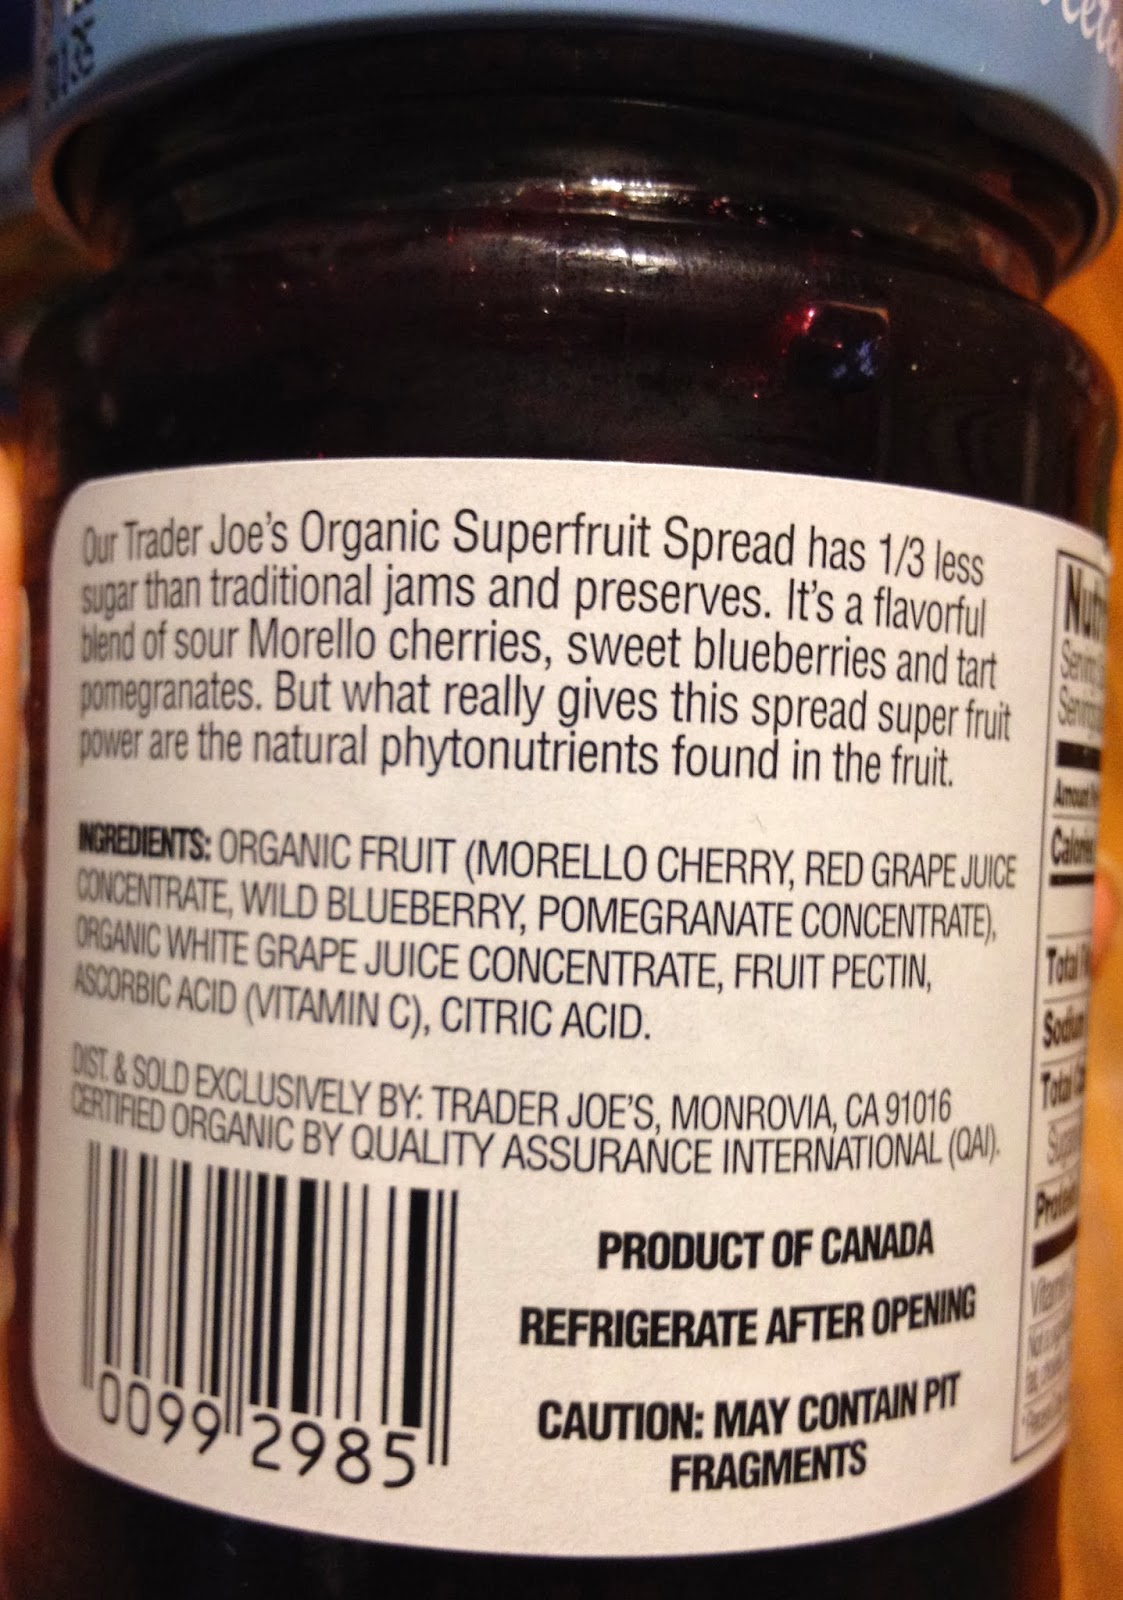 Our Trader Joe's Organic Superfruit Spread has 1/3 less
sugar than traditional jams and preserves. It's a flavorful
blend of sour Morello cherries, sweet blueberries and tart
pomegranates. But what really gives this spread super fruit
power are the natural phytonutrients found in the fruit.
INGREDIENTS: ORGANIC FRUIT (MORELLO CHERRY, RED GRAPE JUICE
CONCENTRATE, WILD BLUEBERRY, POMEGRANATE CONCENTRATE),
ORGANIC WHITE GRAPE JUICE CONCENTRATE, FRUIT PECTIN,
ASCORBIC ACID (VITAMIN C), CITRIC ACID.
DIST. & SOLD EXCLUSIVELY BY: TRADER JOE'S, MONROVIA, CA 91016
CERTIFIED ORGANIC BY QUALITY ASSURANCE INTERNATIONAL (QAI).
0099 2985
PRODUCT OF CANADA
REFRIGERATE AFTER OPENING
CAUTION: MAY CONTAIN PIT
FRAGMENTS
Amount
Total
Total